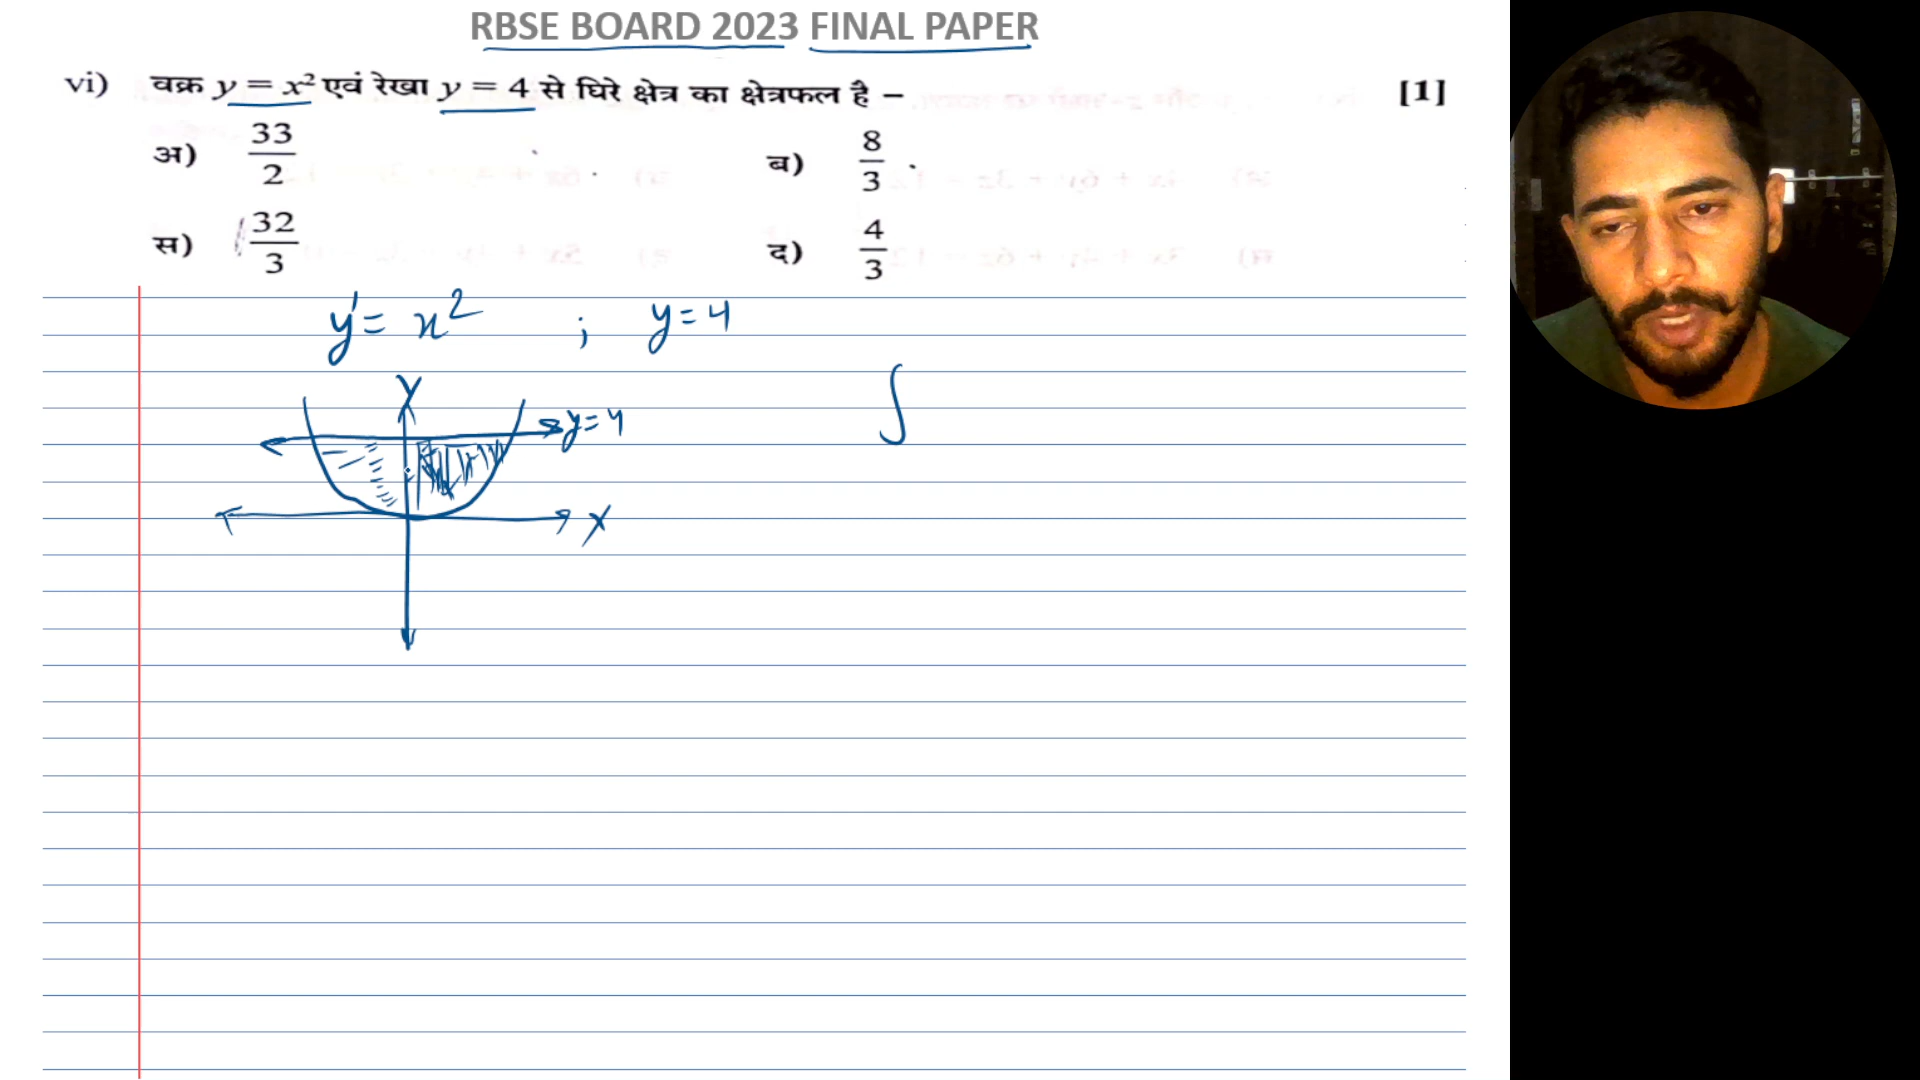 RBSE BOARD 2023 FINAL PAPER
vi) वक्र y = x² एवं रेखा y = 4 से घिरे क्षेत्र का क्षेत्रफल है – [1]
अ) 33/2 ब) 8/3
स) 32/3 द) 4/3
y = x² ; y = 4
Y
y = 4
∫
X